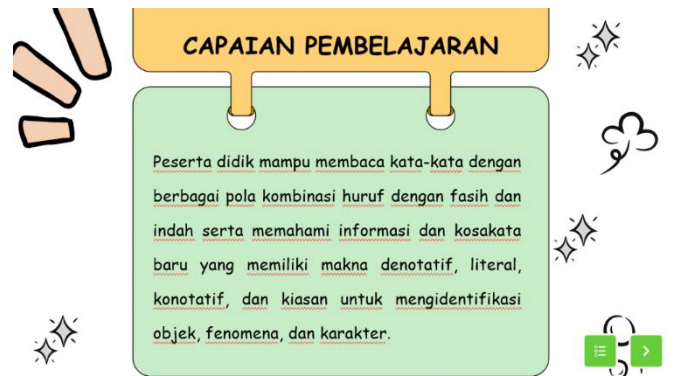 CAPAIAN PEMBELAJARAN
Peserta didik mampu membaca kata-kata dengan
berbagai pola kombinasi huruf dengan fasih dan
indah serta memahami informasi dan kosakata
baru yang memiliki makna denotatif, literal,
konotatif, dan kiasan untuk mengidentifikasi
objek, fenomena, dan karakter.